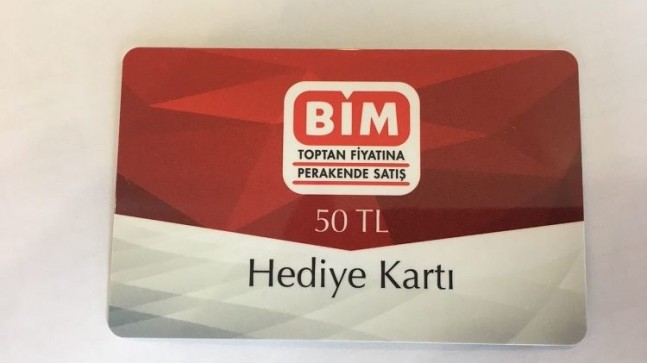 BİM
TOPTAN FİYATINA
PERAKENDE SATIŞ
50 TL
Hediye Kartı